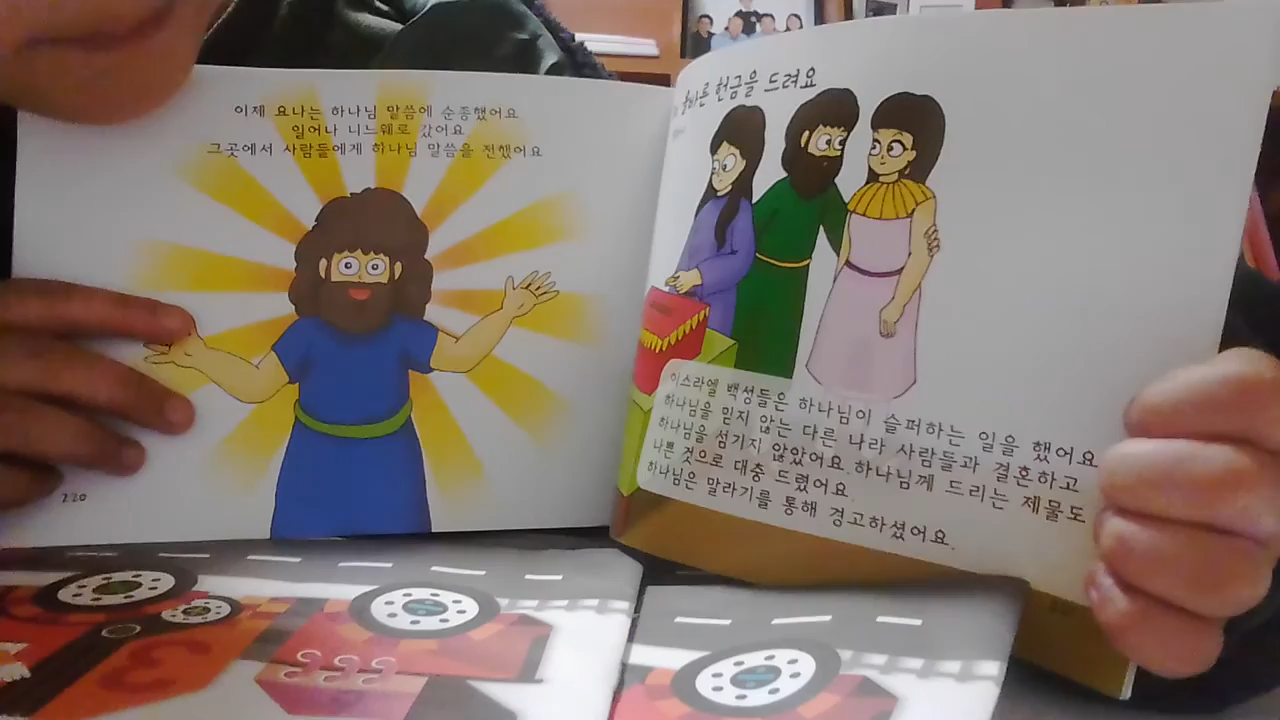 이제 요나는 하나님 말씀에 순종했어요
일어나 니느웨로 갔어요
그곳에서 사람들에게 하나님 말씀을 전했어요
220
올바른 헌금을 드려요
이스라엘 백성들은 하나님이 슬퍼하는 일을 했어요
하나님을 믿지 않는 다른 나라 사람들과 결혼하고
하나님을 섬기지 않았어요. 하나님께 드리는 제물도
나쁜 것으로 대충 드렸어요.
하나님은 말라기를 통해 경고하셨어요.
3